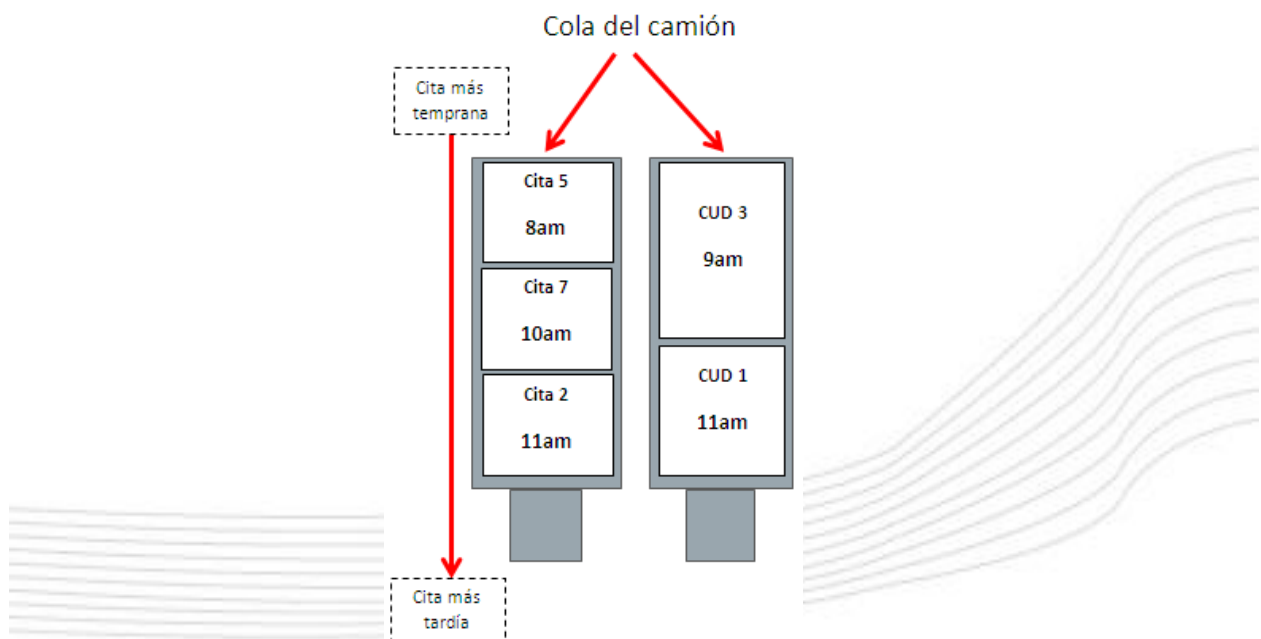 Cola del camión
Cita más
temprana
Cita 5
8am
Cita 7
10am
Cita 2
11am
CUD 3
9am
CUD 1
11am
Cita más
tardía